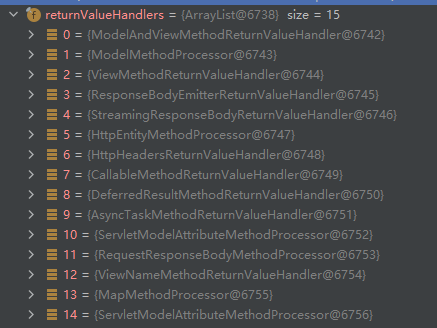 f returnValueHandlers = {ArrayList@6738} size = 15
0 = {ModelAndViewMethodReturnValueHandler@6742}
1 = {ModelMethodProcessor@6743}
2 = {ViewMethodReturnValueHandler@6744}
3 = {ResponseBodyEmitterReturnValueHandler@6745}
4 = {StreamingResponseBodyReturnValueHandler@6746}
5 = {HttpEntityMethodProcessor@6747}
6 = {HttpHeadersReturnValueHandler@6748}
7 = {CallableMethodReturnValueHandler@6749}
8 = {DeferredResultMethodReturnValueHandler@6750}
9 = {AsyncTaskMethodReturnValueHandler@6751}
10 = {ServletModelAttributeMethodProcessor@6752}
11 = {RequestResponseBodyMethodProcessor@6753}
12 = {ViewNameMethodReturnValueHandler@6754}
13 = {MapMethodProcessor@6755}
14 = {ServletModelAttributeMethodProcessor@6756}